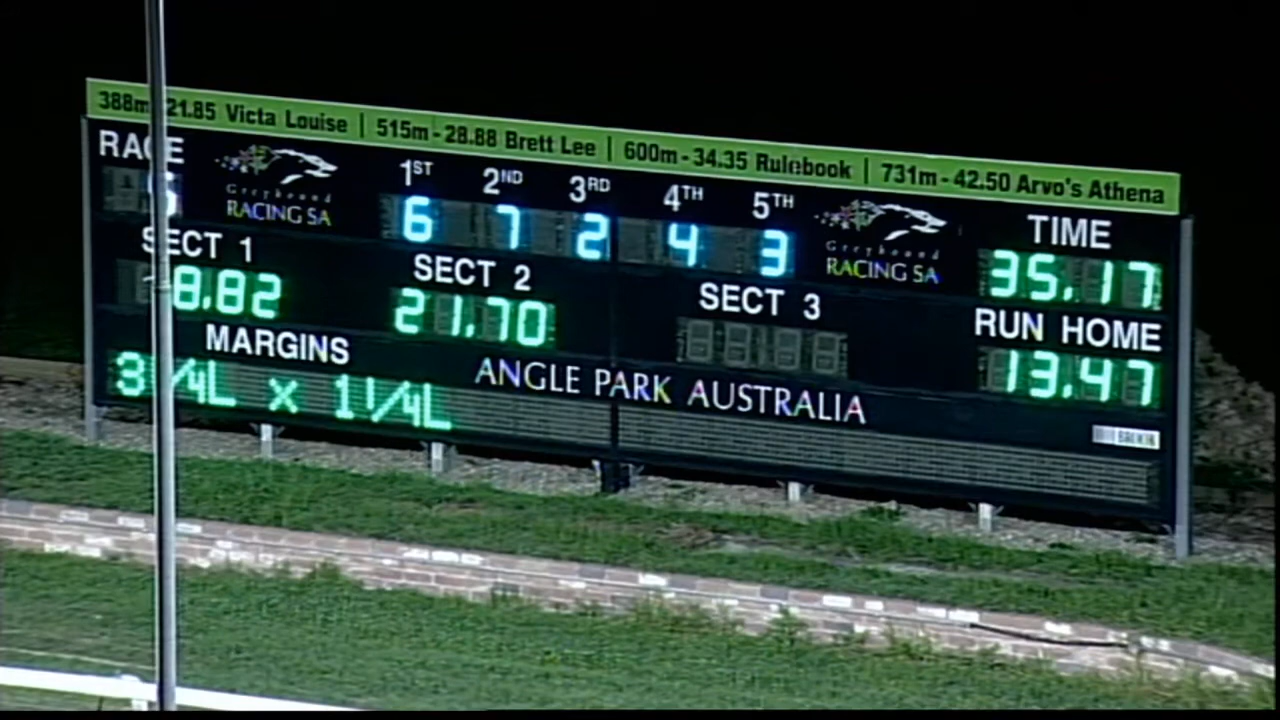 388m 21.85 Victa Louise | 515m - 28.88 Brett Lee | 600m - 34.35 Rulebook | 731m - 42.50 Arvo's Athena
RACE 1ST 2ND 3RD 4TH 5TH TIME
Greyhound RACING SA 6 7 2 4 3 Greyhound RACING SA 35.17
SECT 1 SECT 2 SECT 3 RUN HOME
8.82 21.70 13.47
MARGINS ANGLE PARK AUSTRALIA
3 1/4L x 1 1/4L